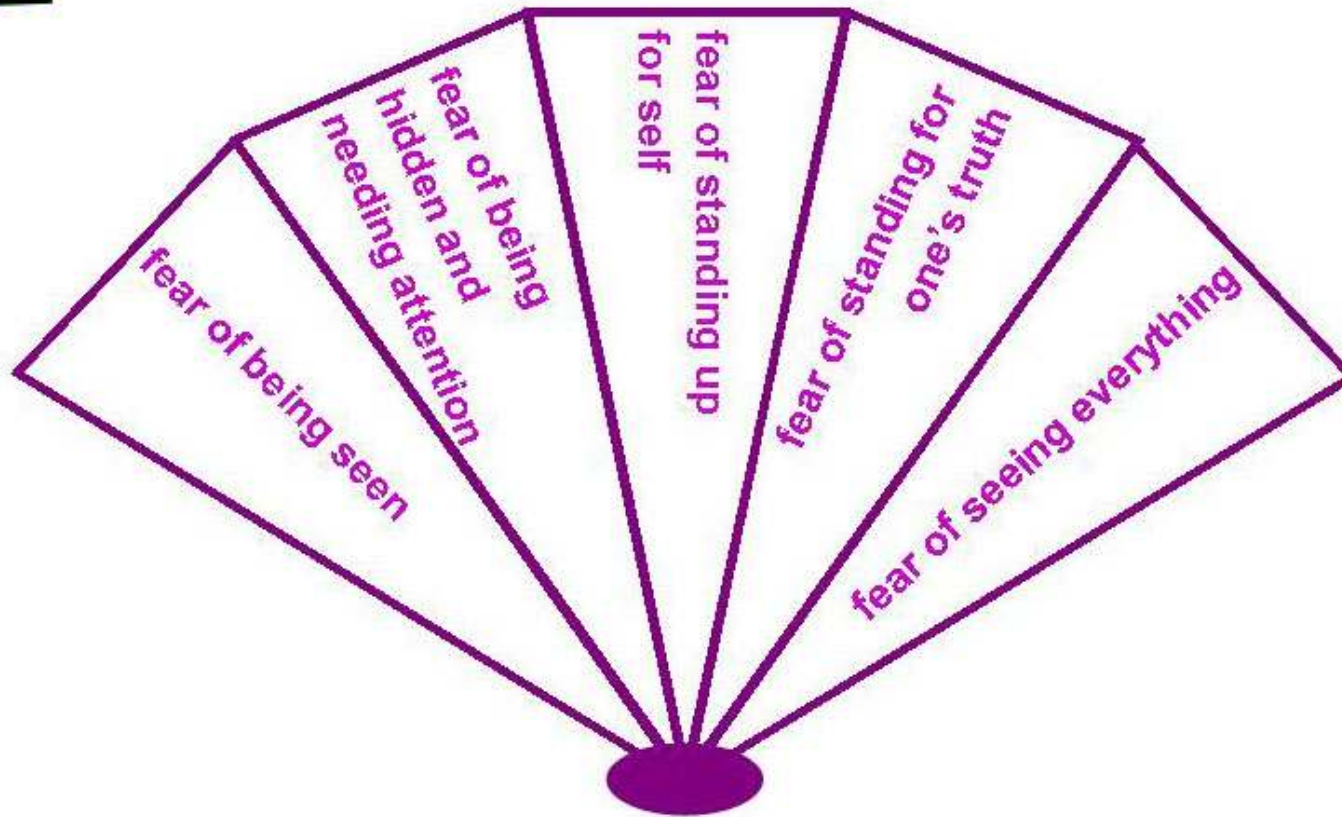 fear of being seen
fear of being
hidden and
needing attention
fear of standing up
for self
fear of standing for
one's truth
fear of seeing everything